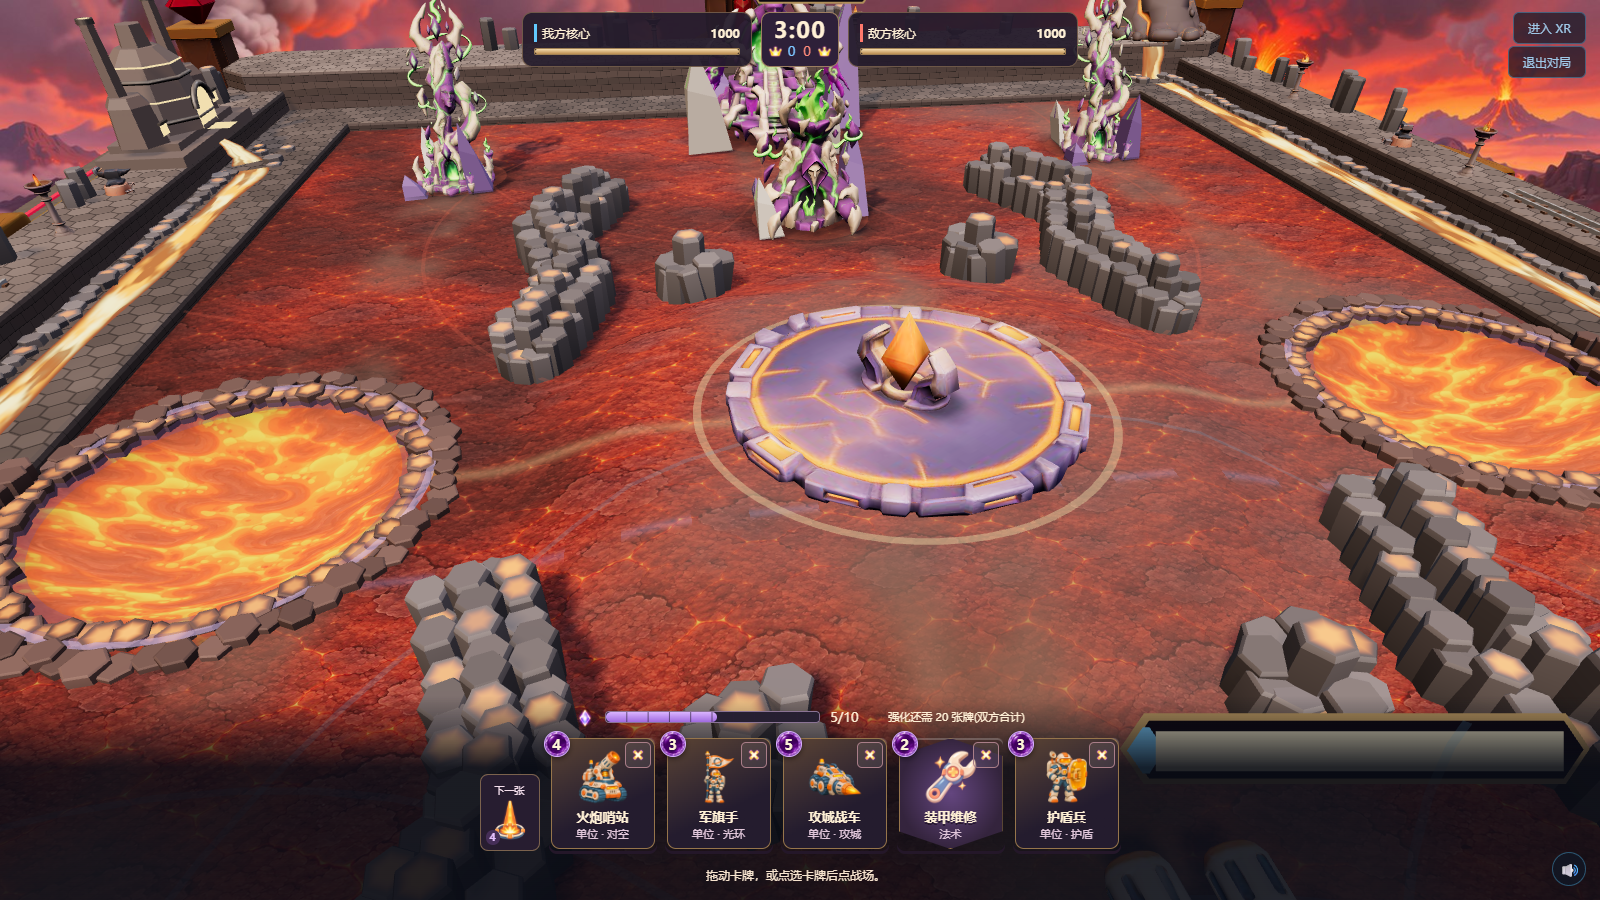 我方核心 1000
3:00
0 0
敌方核心 1000
进入 XR
退出对局
5/10
强化还需 20 张牌(双方合计)
下一张
4
4
火炮哨站
单位 · 对空
3
军旗手
单位 · 光环
5
攻城战车
单位 · 攻城
2
装甲维修
法术
3
护盾兵
单位 · 护盾
拖动卡牌，或点选卡牌后点战场。